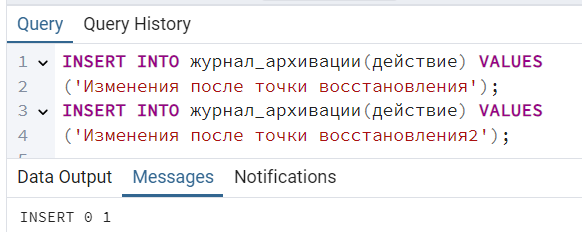 Query Query History
1 INSERT INTO журнал_архивации(действие) VALUES
2 ('Изменения после точки восстановления');
3 INSERT INTO журнал_архивации(действие) VALUES
4 ('Изменения после точки восстановления2');
Data Output Messages Notifications
INSERT 0 1